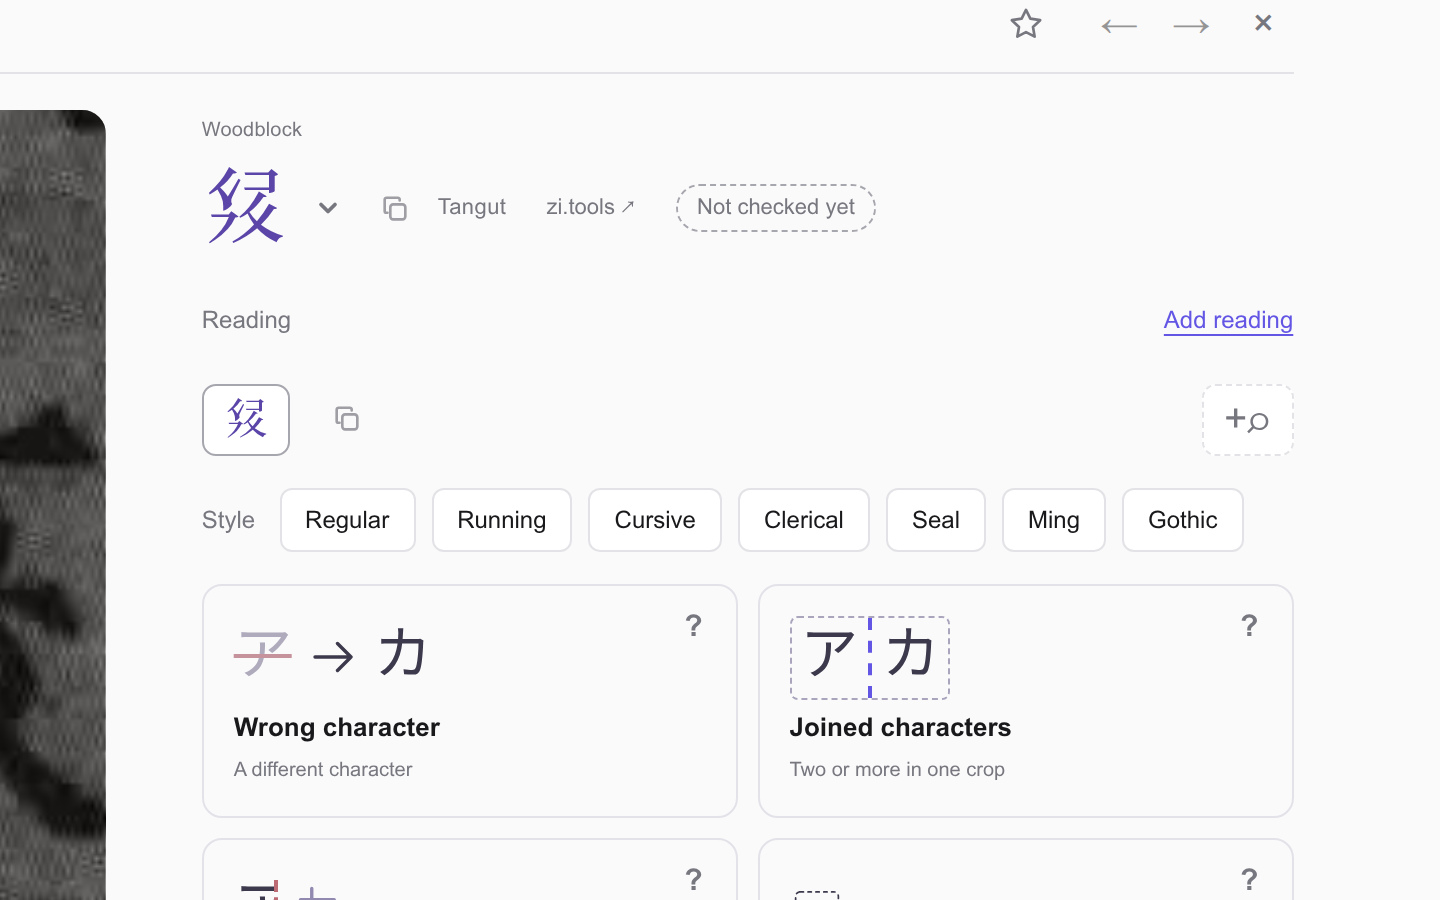 Woodblock
Tangut zi.tools ↗ Not checked yet
Reading Add reading
Style Regular Running Cursive Clerical Seal Ming Gothic
ア → カ ?
Wrong character
A different character
ア カ ?
Joined characters
Two or more in one crop
?
?